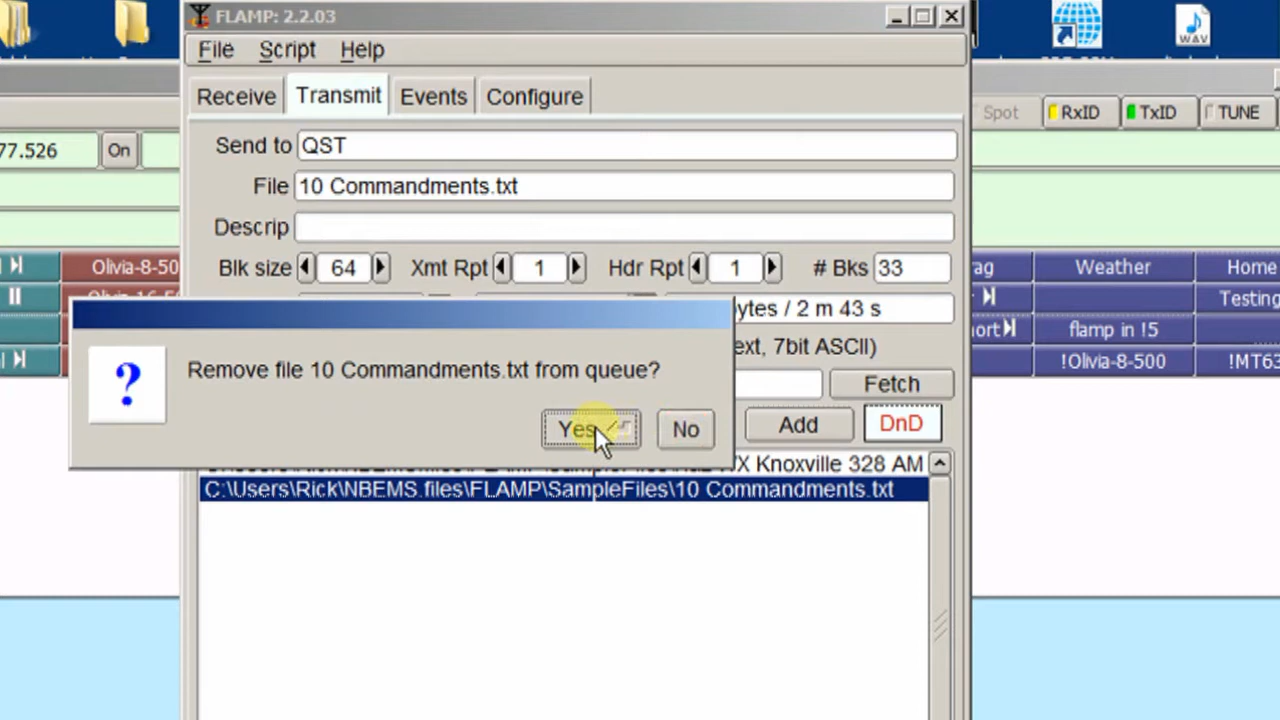 FLAMP: 2.2.03
File Script Help
Receive Transmit Events Configure
Spot RxID TxID TUNE
77.526 On
Send to QST
File 10 Commandments.txt
Descrip
Blk size 64 Xmt Rpt 1 Hdr Rpt 1 # Bks 33
Olivia-8-50
Weather Home
Testing
ytes / 2 m 43 s
flamp in !5
ext, 7bit ASCII)
!Olivia-8-500 !MT63
Remove file 10 Commandments.txt from queue?
Fetch
Yes No
Add DnD
X Knoxville 328 AM
C:\Users\Rick\NBEMS.files\FLAMP\SampleFiles\10 Commandments.txt
WAV